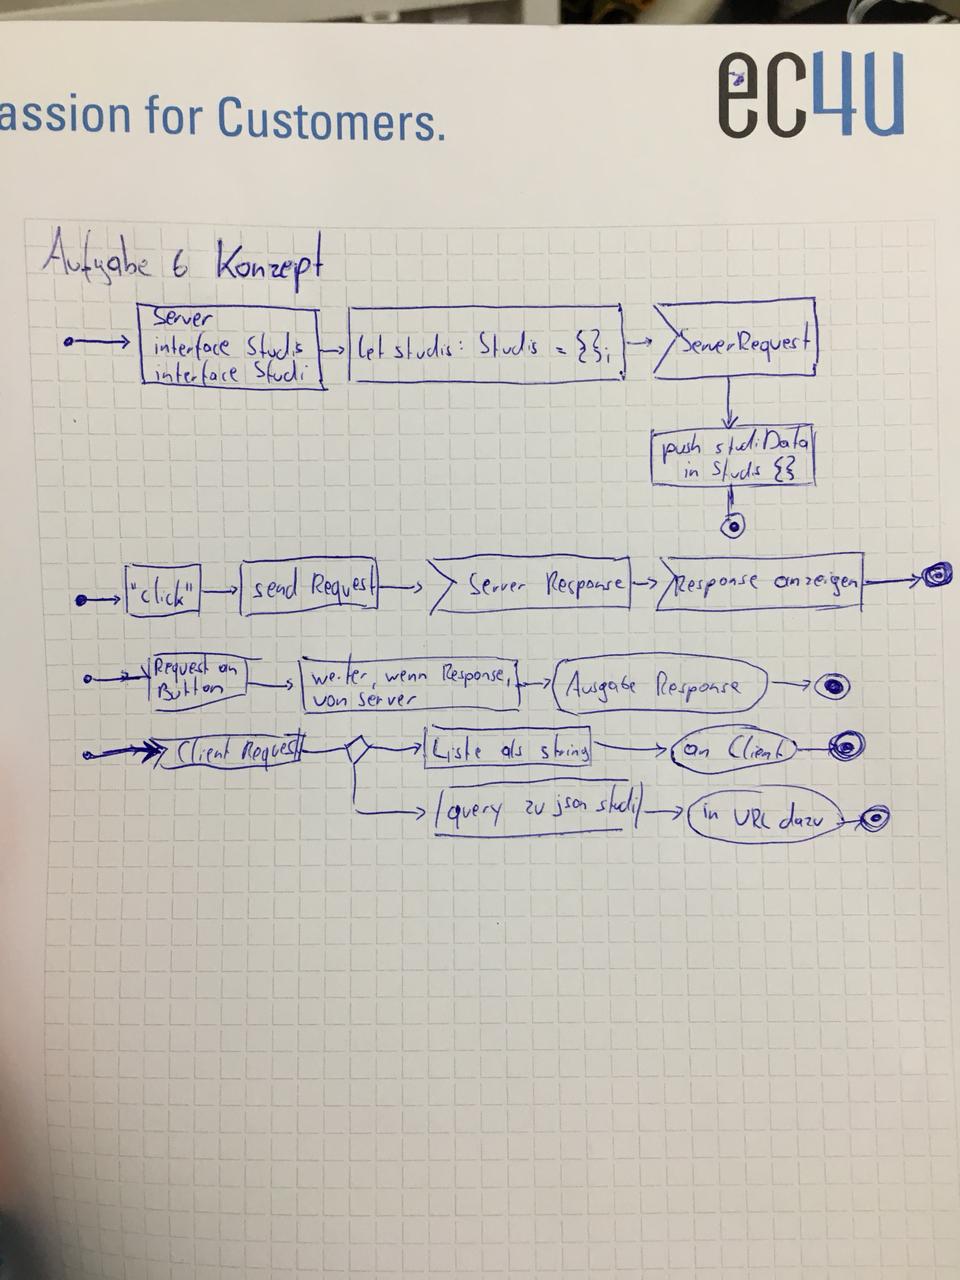 assion for Customers.
ec4u
Aufgabe 6 Konzept
Server
interface Studis
interface Studi
let studis: Studis = {};
ServerRequest
push studiData
in Studis {}
"click"
send Request
Server Response
Response anzeigen
Request an
Button
weiter, wenn Response,
von Server
Ausgabe Response
Client Request
Liste als string
an Client
query zu json studi
in URL dazu